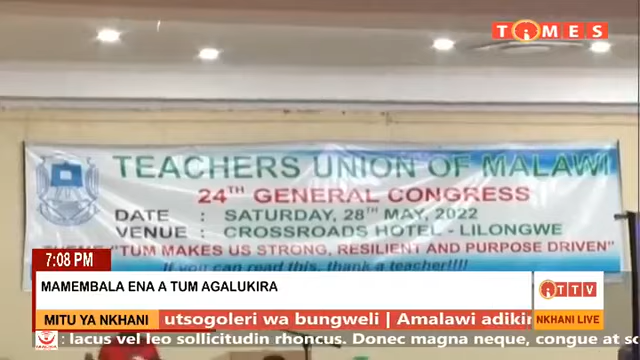 TiMES
TEACHERS UNION OF MALAWI
24TH GENERAL CONGRESS
DATE : SATURDAY, 28TH MAY, 2022
VENUE : CROSSROADS HOTEL - LILONGWE
"TUM MAKES US STRONG, RESILIENT AND PURPOSE DRIVEN"
If you can read this, thank a teacher!!!!
7:08 PM
MAMEMBALA ENA A TUM AGALUKIRA
iTTV
MITU YA NKHANI
utsogoleri wa bungweli | Amalawi adikir
NKHANI LIVE
: lacus vel leo sollicitudin rhoncus. Donec magna neque, congue at so